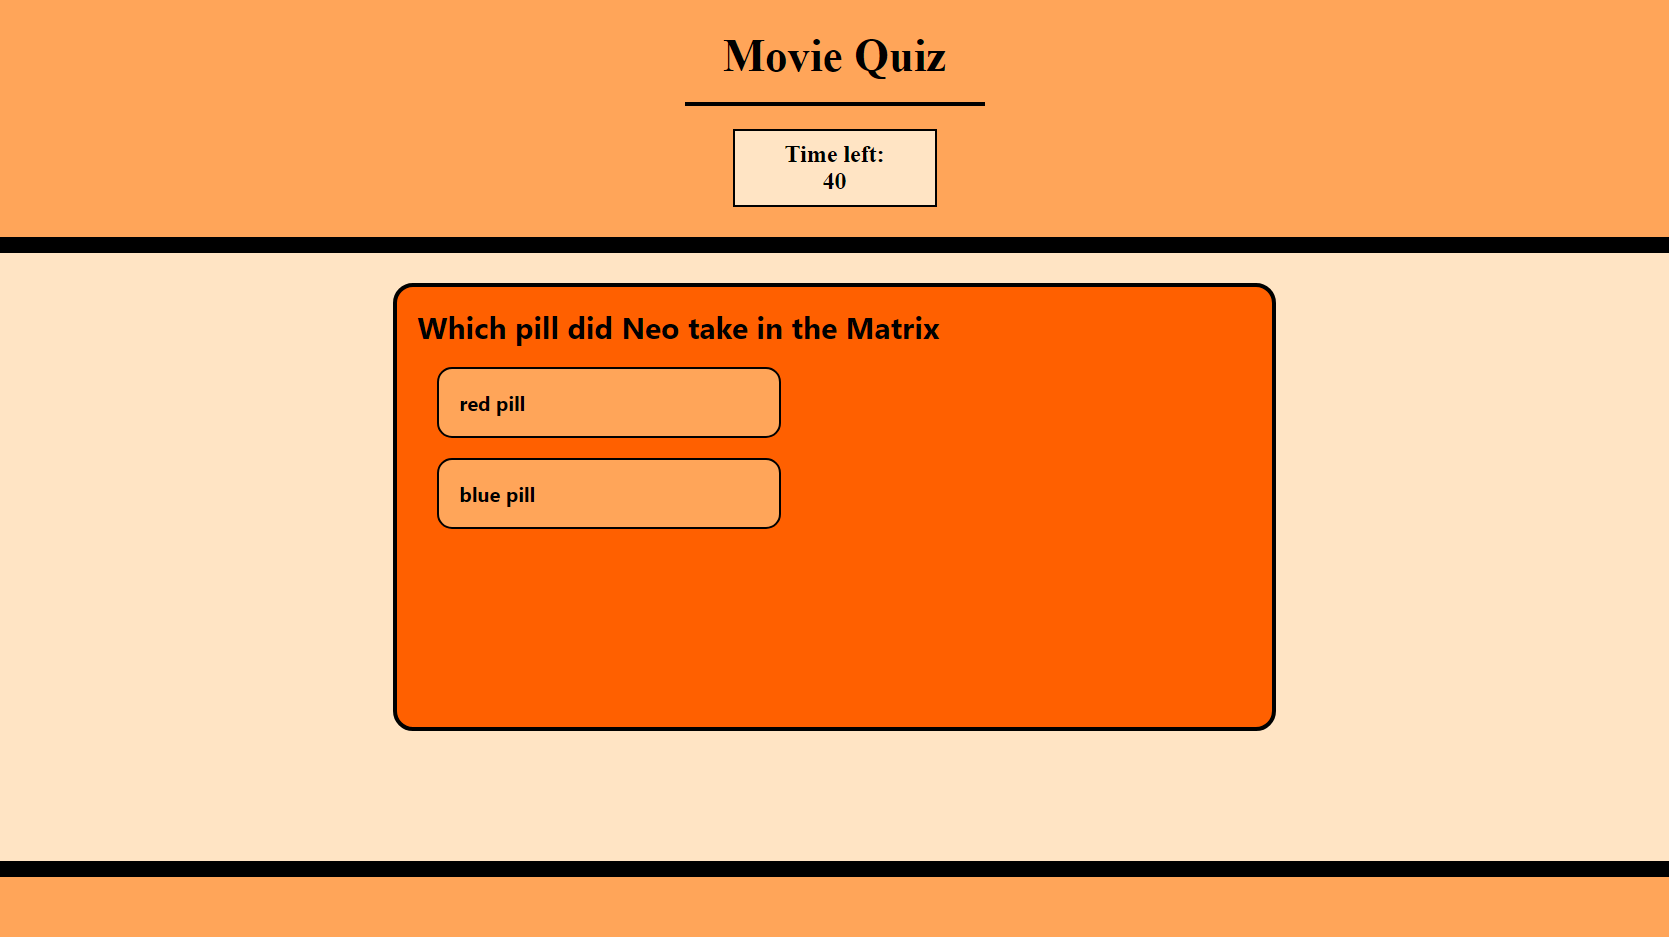 Movie Quiz
Time left:
40
Which pill did Neo take in the Matrix
red pill
blue pill